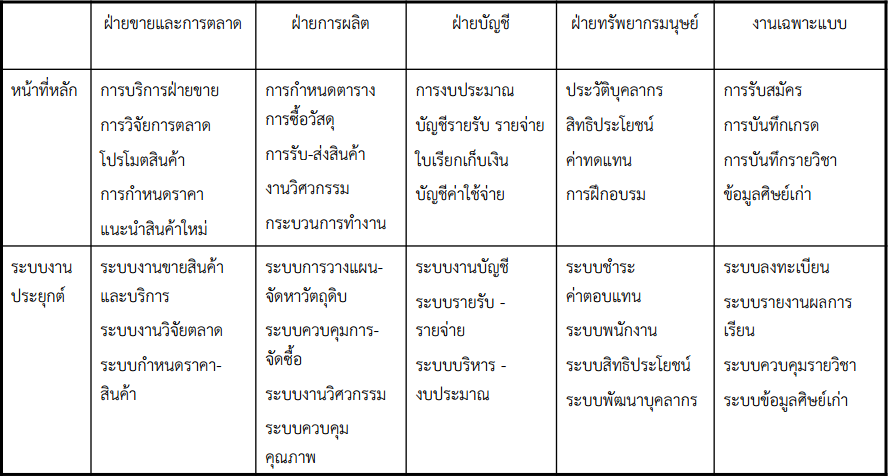 ฝ่ายขายและการตลาด
ฝ่ายการผลิต
ฝ่ายบัญชี
ฝ่ายทรัพยากรมนุษย์
งานเฉพาะแบบ
หน้าที่หลัก
การบริการฝ่ายขาย
การวิจัยการตลาด
โปรโมตสินค้า
การกำหนดราคา
แนะนำสินค้าใหม่
การกำหนดตาราง
การซื้อวัสดุ
การรับ-ส่งสินค้า
งานวิศวกรรม
กระบวนการทำงาน
การงบประมาณ
บัญชีรายรับ รายจ่าย
ใบเรียกเก็บเงิน
บัญชีค่าใช้จ่าย
ประวัติบุคลากร
สิทธิประโยชน์
ค่าทดแทน
การฝึกอบรม
การรับสมัคร
การบันทึกเกรด
การบันทึกรายวิชา
ข้อมูลศิษย์เก่า
ระบบงาน
ประยุกต์
ระบบงานขายสินค้า
และบริการ
ระบบงานวิจัยตลาด
ระบบกำหนดราคา-
สินค้า
ระบบการวางแผน-
จัดหาวัตถุดิบ
ระบบควบคุมการ-
จัดซื้อ
ระบบงานวิศวกรรม
ระบบควบคุม
คุณภาพ
ระบบงานบัญชี
ระบบรายรับ -
รายจ่าย
ระบบบริหาร -
งบประมาณ
ระบบชำระ
ค่าตอบแทน
ระบบพนักงาน
ระบบสิทธิประโยชน์
ระบบพัฒนาบุคลากร
ระบบลงทะเบียน
ระบบรายงานผลการ
เรียน
ระบบควบคุมรายวิชา
ระบบข้อมูลศิษย์เก่า